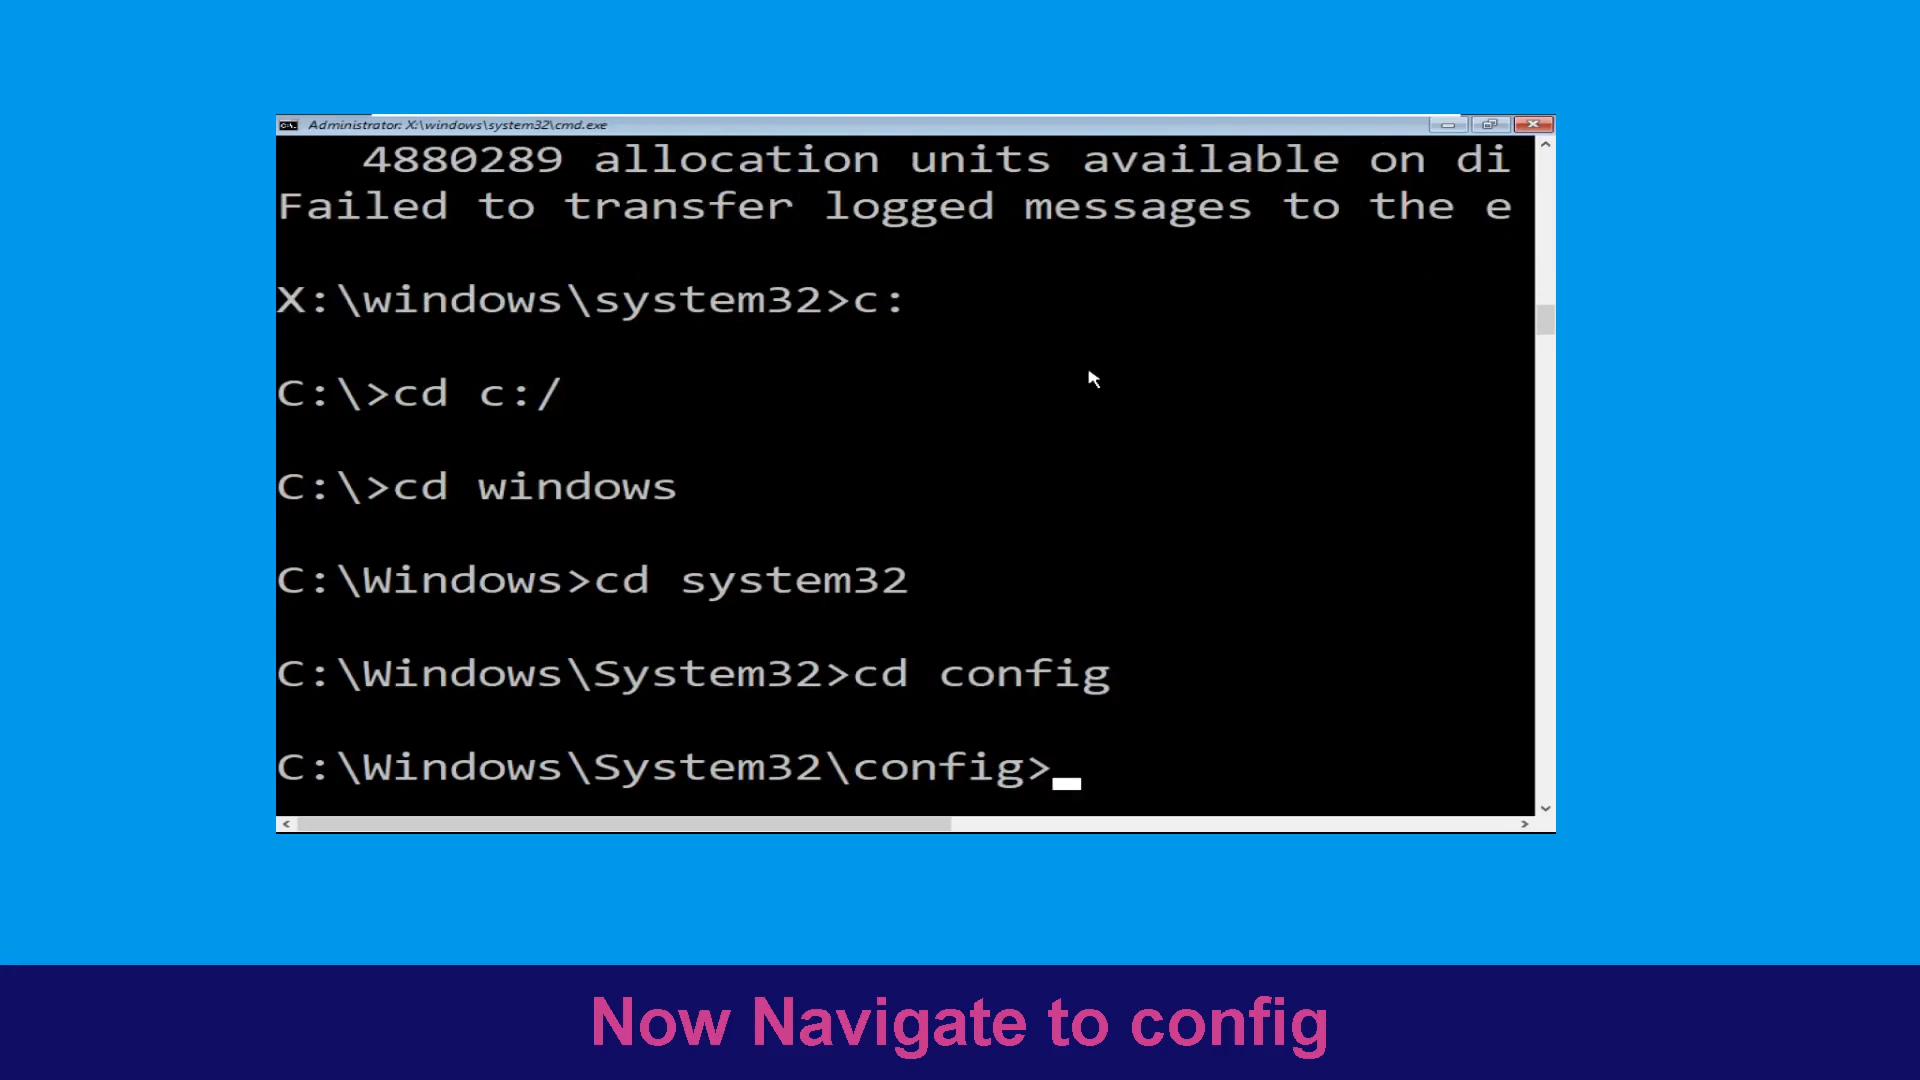 Administrator: X:\windows\system32\cmd.exe
4880289 allocation units available on di
Failed to transfer logged messages to the e
X:\windows\system32>c:
C:\>cd c:/
C:\>cd windows
C:\Windows>cd system32
C:\Windows\System32>cd config
C:\Windows\System32\config>
Now Navigate to config